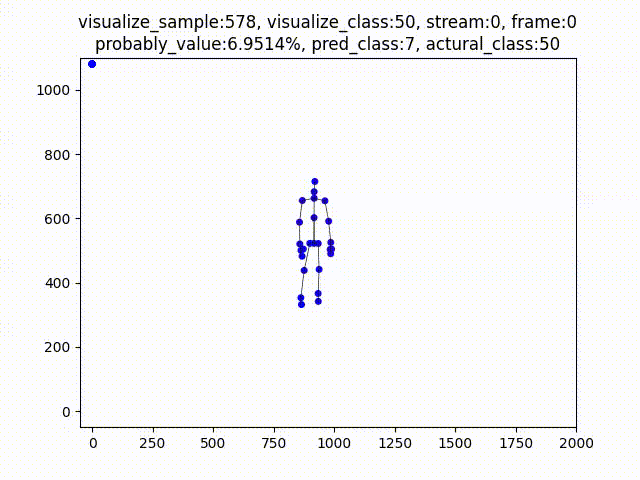 visualize_sample:578, visualize_class:50, stream:0, frame:0
probably_value:6.9514%, pred_class:7, actural_class:50
1000
800
600
400
200
0
0 250 500 750 1000 1250 1500 1750 2000